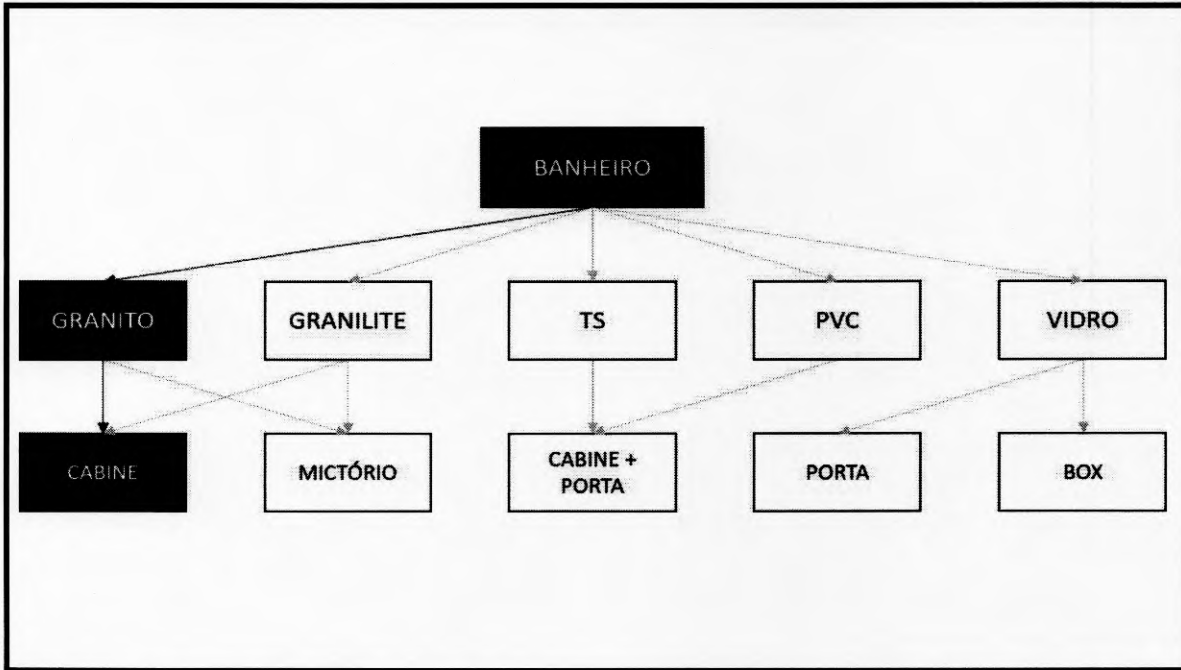 BANHEIRO
GRANITO
GRANILITE
TS
PVC
VIDRO
CABINE
MICTÓRIO
CABINE +
PORTA
PORTA
BOX